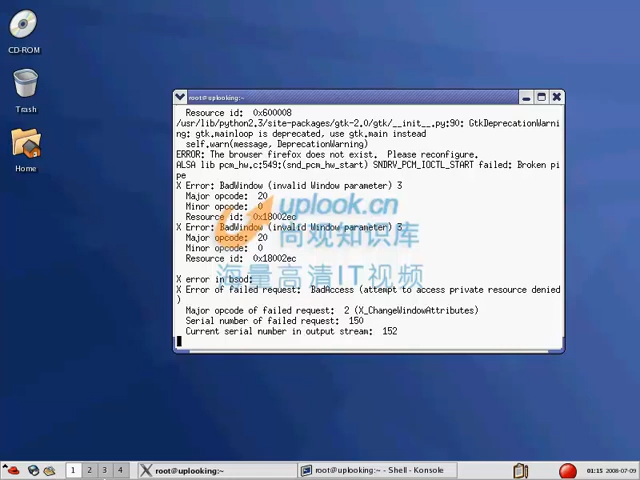 CD-ROM
Trash
Home
root@uplooking:~
Resource id:  0x600008
/usr/lib/python2.3/site-packages/gtk-2.0/gtk/__init__.py:90: GtkDeprecationWarni
ng: gtk.mainloop is deprecated, use gtk.main instead
self.warn(message, DeprecationWarning)
ERROR: The browser firefox does not exist.  Please reconfigure.
ALSA lib pcm_hw.c:549:(snd_pcm_hw_start) SNDRV_PCM_IOCTL_START failed: Broken pi
pe
X Error: BadWindow (invalid Window parameter) 3
Major opcode:  20
Minor opcode:  0
Resource id:  0x18002ec
X Error: BadWindow (invalid Window parameter) 3
Major opcode:  20
Minor opcode:  0
Resource id:  0x18002ec
X error in bsod:
X Error of failed request:  BadAccess (attempt to access private resource denied
)
Major opcode of failed request:  2 (X_ChangeWindowAttributes)
Serial number of failed request:  150
Current serial number in output stream:  152
uplook.cn
尚观知识库
海量高清IT视频
1 2 3 4
root@uplooking:~
root@uplooking:~ - Shell - Konsole
01:15 2008-07-09